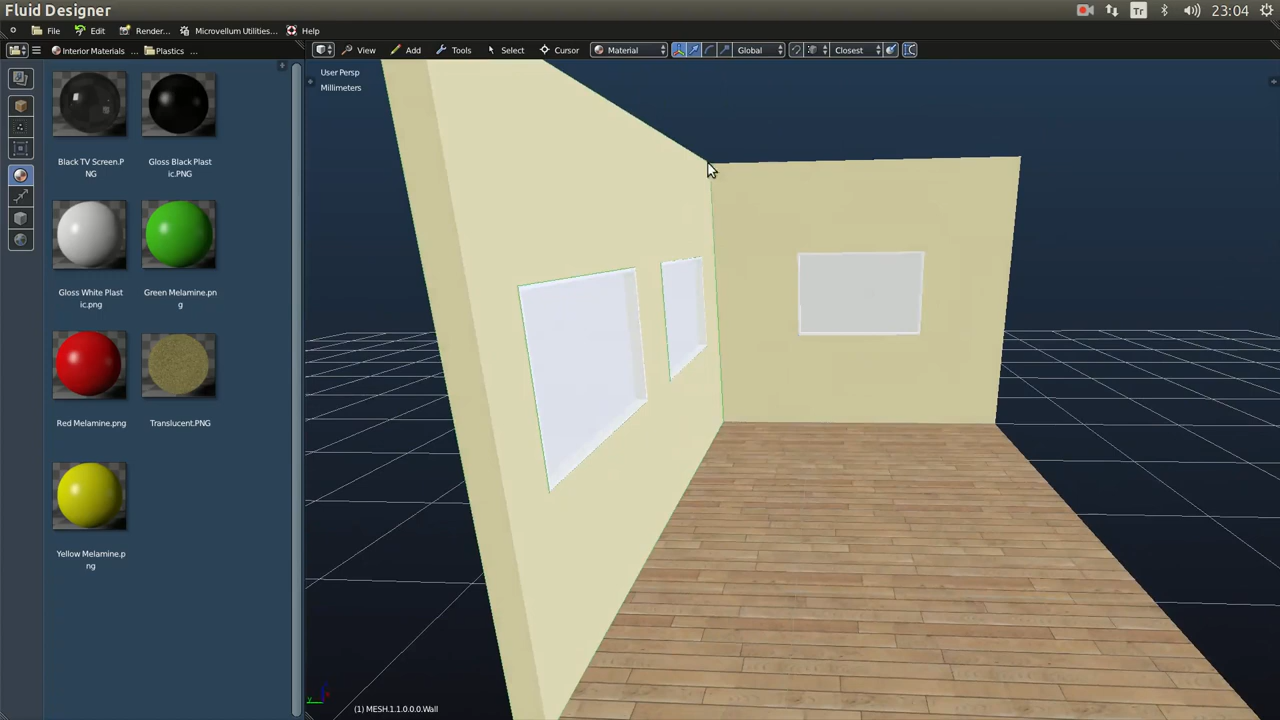 Fluid Designer
Tr
23:04
File
Edit
Render...
Microvellum Utilities...
Help
Interior Materials ..
Plastics ..
View
Add
Tools
Select
Cursor
Material
Global
Closest
User Persp
Millimeters
Black TV Screen.P
NG
Gloss Black Plast
ic.PNG
Gloss White Plast
ic.png
Green Melamine.pn
g
Red Melamine.png
Translucent.PNG
Yellow Melamine.p
ng
(1) MESH.1.1.0.0.0.Wall